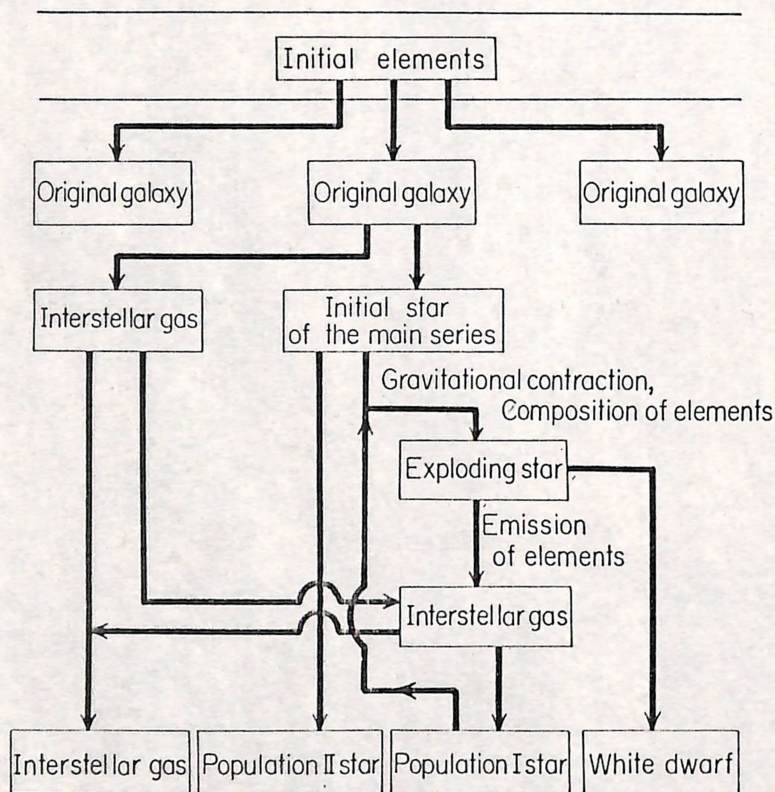 Initial elements
Original galaxy
Original galaxy
Original galaxy
Interstellar gas
Initial star
of the main series
Gravitational contraction,
Composition of elements
Exploding star
Emission
of elements
Interstellar gas
Interstellar gas
Population II star
Population I star
White dwarf